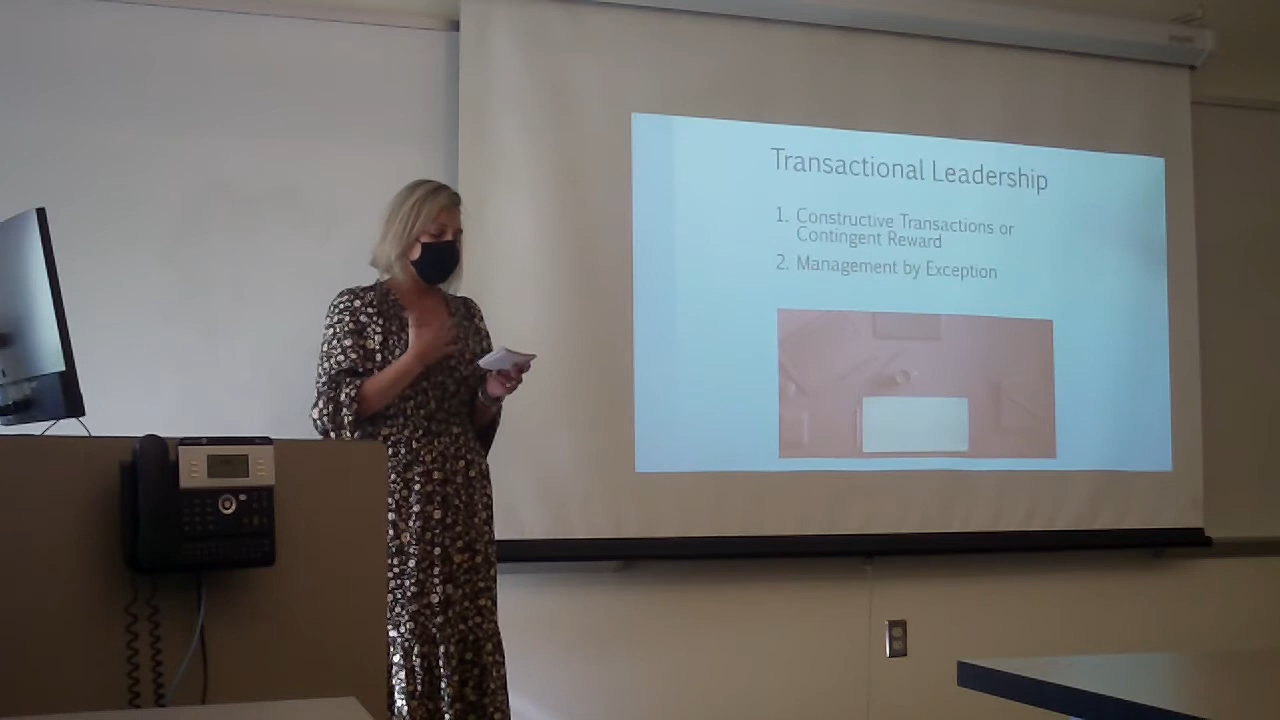 Transactional Leadership
1. Constructive Transactions or
Contingent Reward
2. Management by Exception